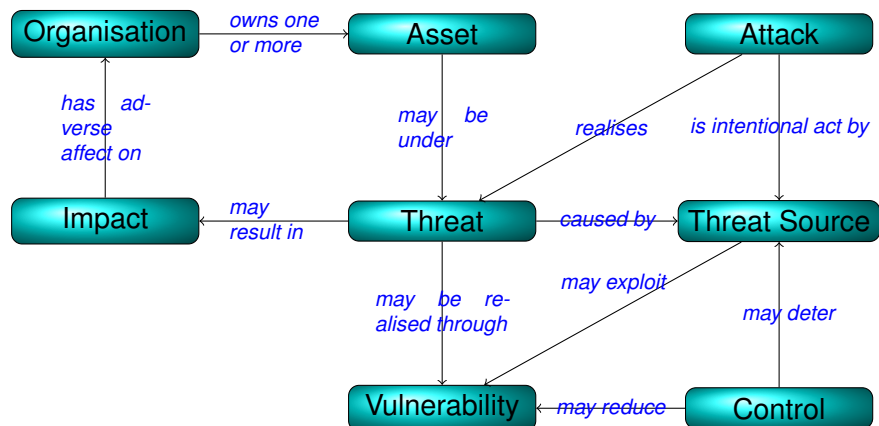 Organisation
owns one
or more
Asset
Attack
has ad-
verse
affect on
may be
under
realises
is intentional act by
Impact
may
result in
Threat
caused by
Threat Source
may be re-
alised through
may exploit
may deter
Vulnerability
may reduce
Control